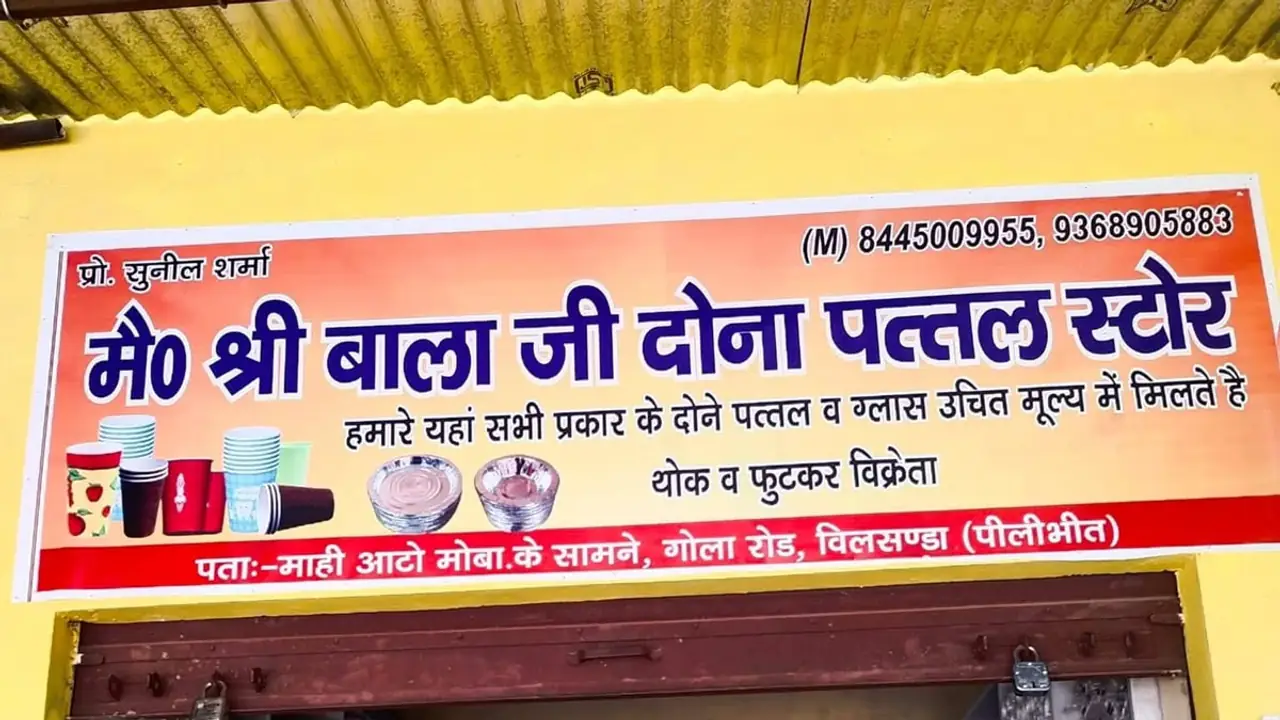 प्रो. सुनील शर्मा
(M) 8445009955, 9368905883
मै० श्री बाला जी दोना पत्तल स्टोर
हमारे यहां सभी प्रकार के दोने पत्तल व ग्लास उचित मूल्य में मिलते है
थोक व फुटकर विक्रेता
पताः-माही आटो मोबा.के सामने, गोला रोड, विलसण्डा (पीलीभीत)